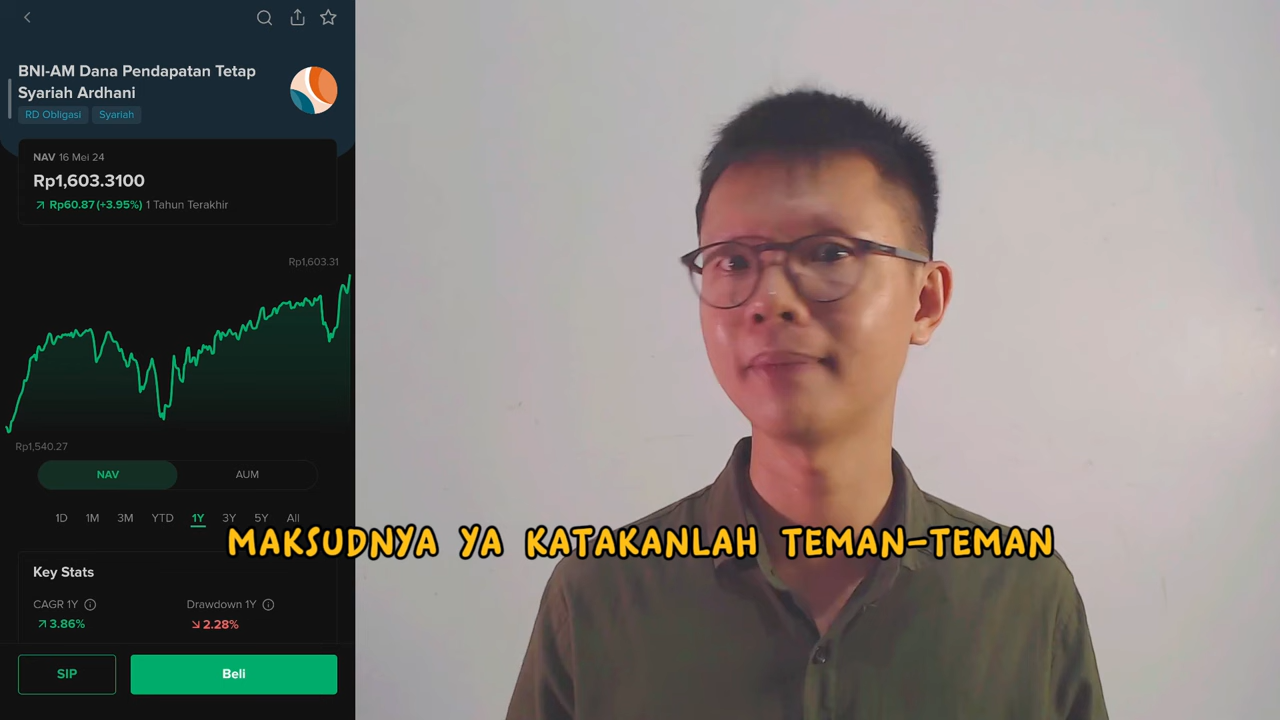 BNI-AM Dana Pendapatan Tetap
Syariah Ardhani
RD Obligasi Syariah
NAV 16 Mei 24
Rp1,603.3100
Rp60.87 (+3.95%) 1 Tahun Terakhir
Rp1,603.31
Rp1,540.27
NAV AUM
1D 1M 3M YTD 1Y 3Y 5Y All
MAKSUDNYA YA KATAKANLAH TEMAN-TEMAN
Key Stats
CAGR 1Y Drawdown 1Y
3.86% 2.28%
SIP Beli